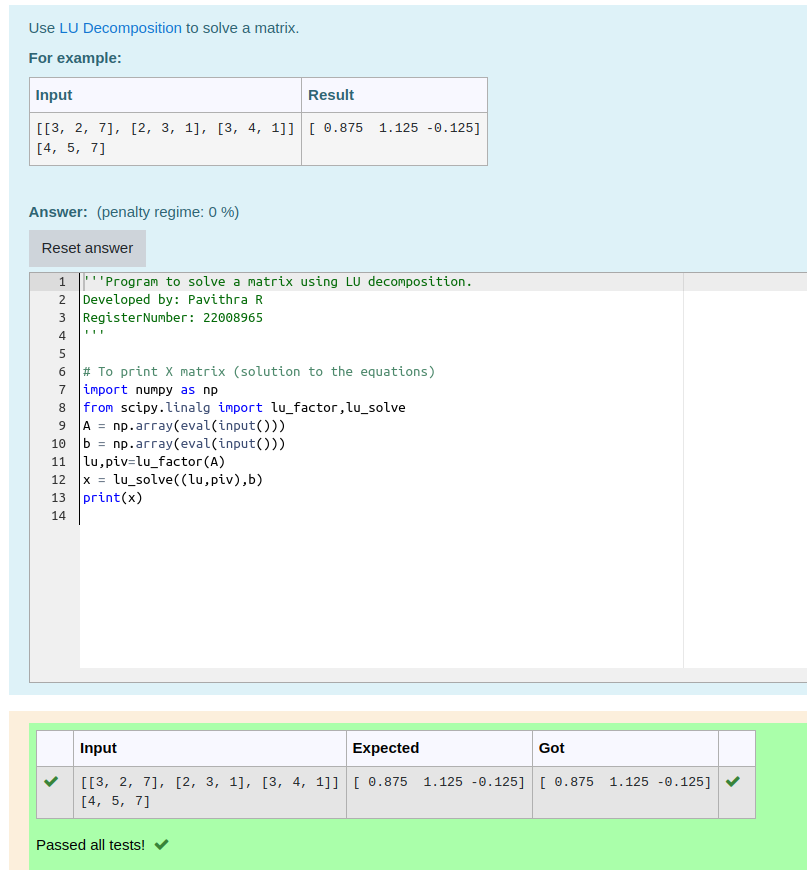 Use LU Decomposition to solve a matrix.
For example:
Input Result
[[3, 2, 7], [2, 3, 1], [3, 4, 1]] [ 0.875  1.125 -0.125]
[4, 5, 7]
Answer: (penalty regime: 0 %)
Reset answer
1 '''Program to solve a matrix using LU decomposition.
2 Developed by: Pavithra R
3 RegisterNumber: 22008965
4 '''
5
6 # To print X matrix (solution to the equations)
7 import numpy as np
8 from scipy.linalg import lu_factor,lu_solve
9 A = np.array(eval(input()))
10 b = np.array(eval(input()))
11 lu,piv=lu_factor(A)
12 x = lu_solve((lu,piv),b)
13 print(x)
14
Input Expected Got
[[3, 2, 7], [2, 3, 1], [3, 4, 1]] [ 0.875  1.125 -0.125] [ 0.875  1.125 -0.125]
[4, 5, 7]
Passed all tests!